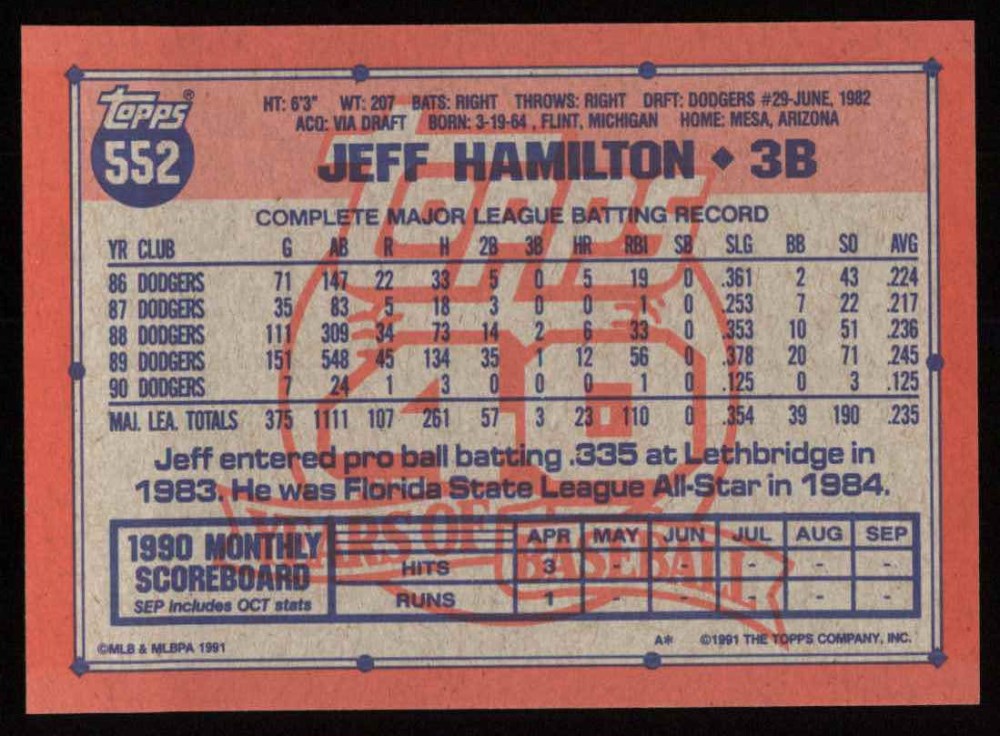 Topps®
552
HT: 6'3" WT: 207 BATS: RIGHT THROWS: RIGHT DRFT: DODGERS #29-JUNE, 1982
ACQ: VIA DRAFT BORN: 3-19-64, FLINT, MICHIGAN HOME: MESA, ARIZONA
JEFF HAMILTON ◆ 3B
TOPPS
40
YEARS OF
BASEBALL
COMPLETE MAJOR LEAGUE BATTING RECORD
YR CLUB G AB R H 2B 3B HR RBI SB SLG BB SO AVG
86 DODGERS 71 147 22 33 5 0 5 19 0 .361 2 43 .224
87 DODGERS 35 83 5 18 3 0 0 1 0 .253 7 22 .217
88 DODGERS 111 309 34 73 14 2 6 33 0 .353 10 51 .236
89 DODGERS 151 548 45 134 35 1 12 56 0 .378 20 71 .245
90 DODGERS 7 24 1 3 0 0 0 1 0 .125 0 3 .125
MAJ. LEA. TOTALS 375 1111 107 261 57 3 23 110 0 .354 39 190 .235
Jeff entered pro ball batting .335 at Lethbridge in
1983. He was Florida State League All-Star in 1984.
1990 MONTHLY
SCOREBOARD
SEP Includes OCT stats
APR MAY JUN JUL AUG SEP
HITS 3 - - - - -
RUNS 1 - - - - -
©MLB & MLBPA 1991
A* ©1991 THE TOPPS COMPANY, INC.